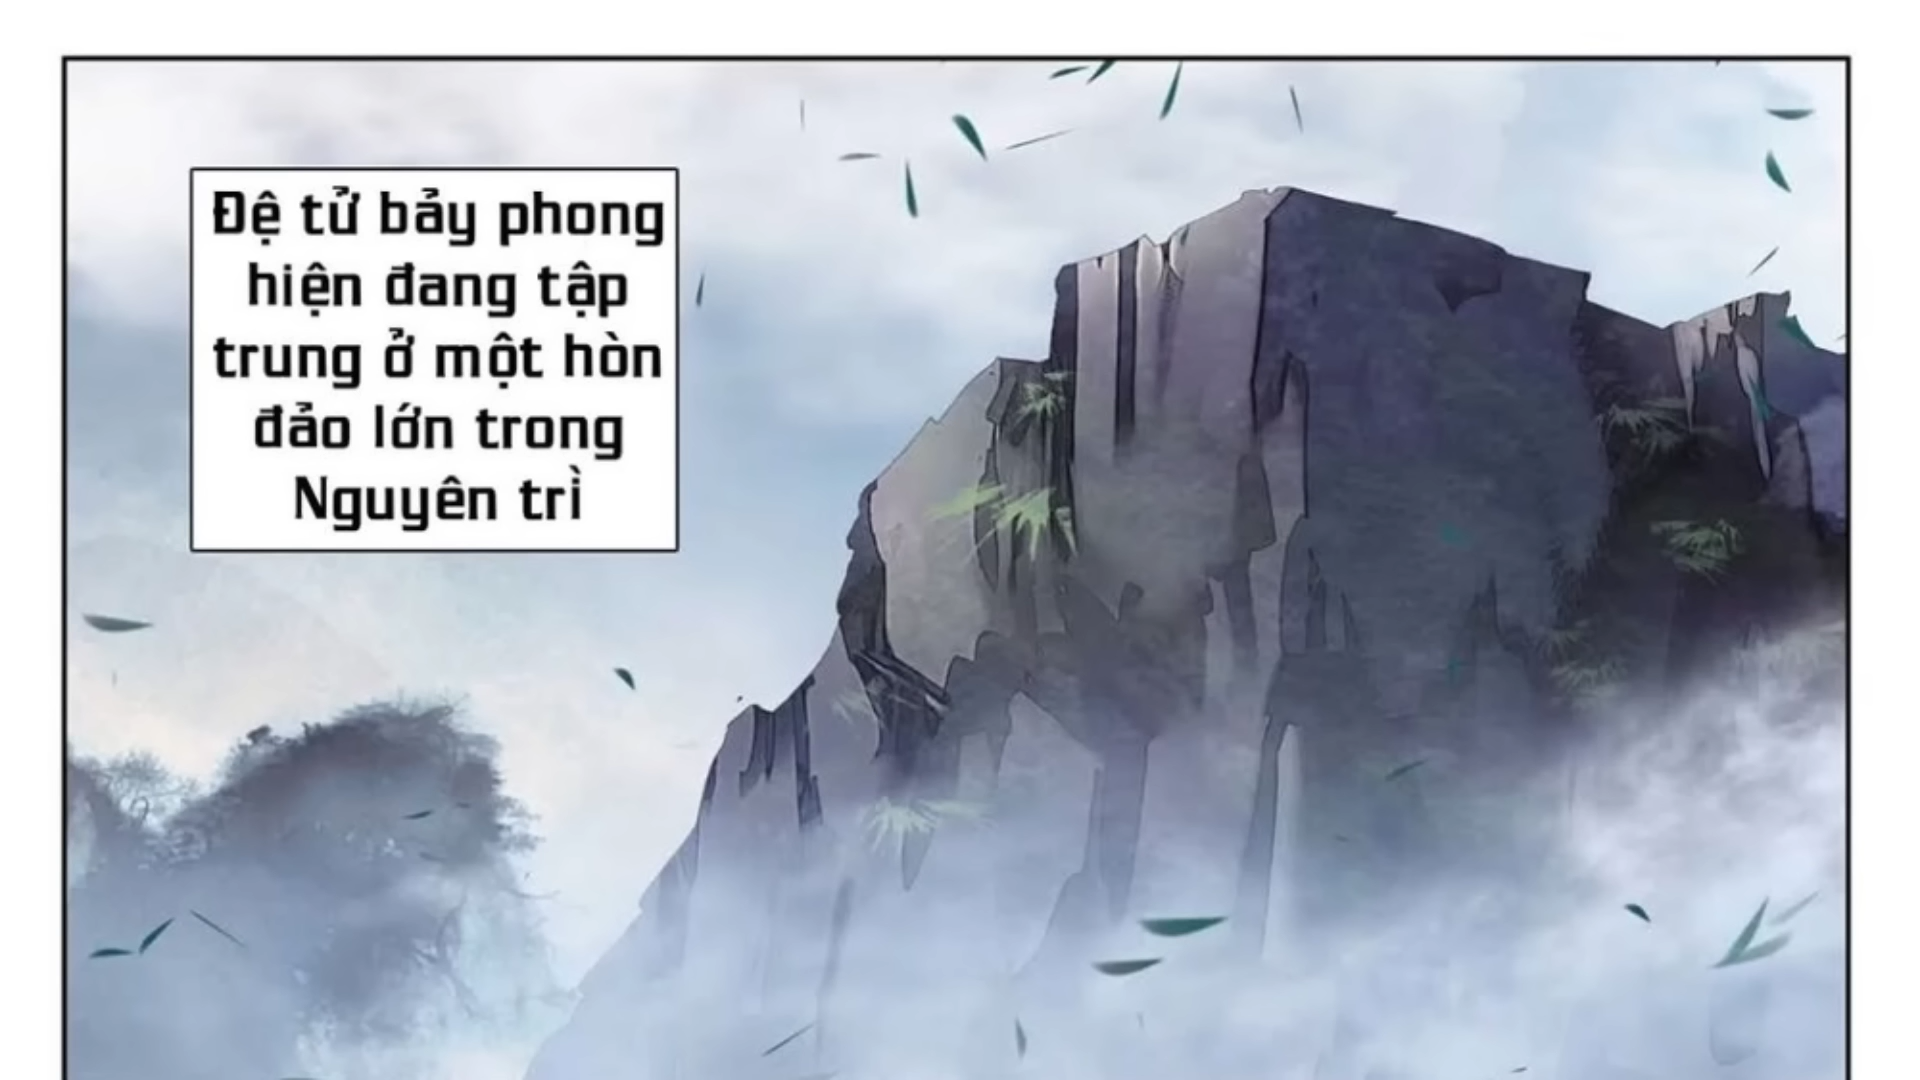 Đệ tử bảy phong
hiện đang tập
trung ở một hòn
đảo lớn trong
Nguyên trì